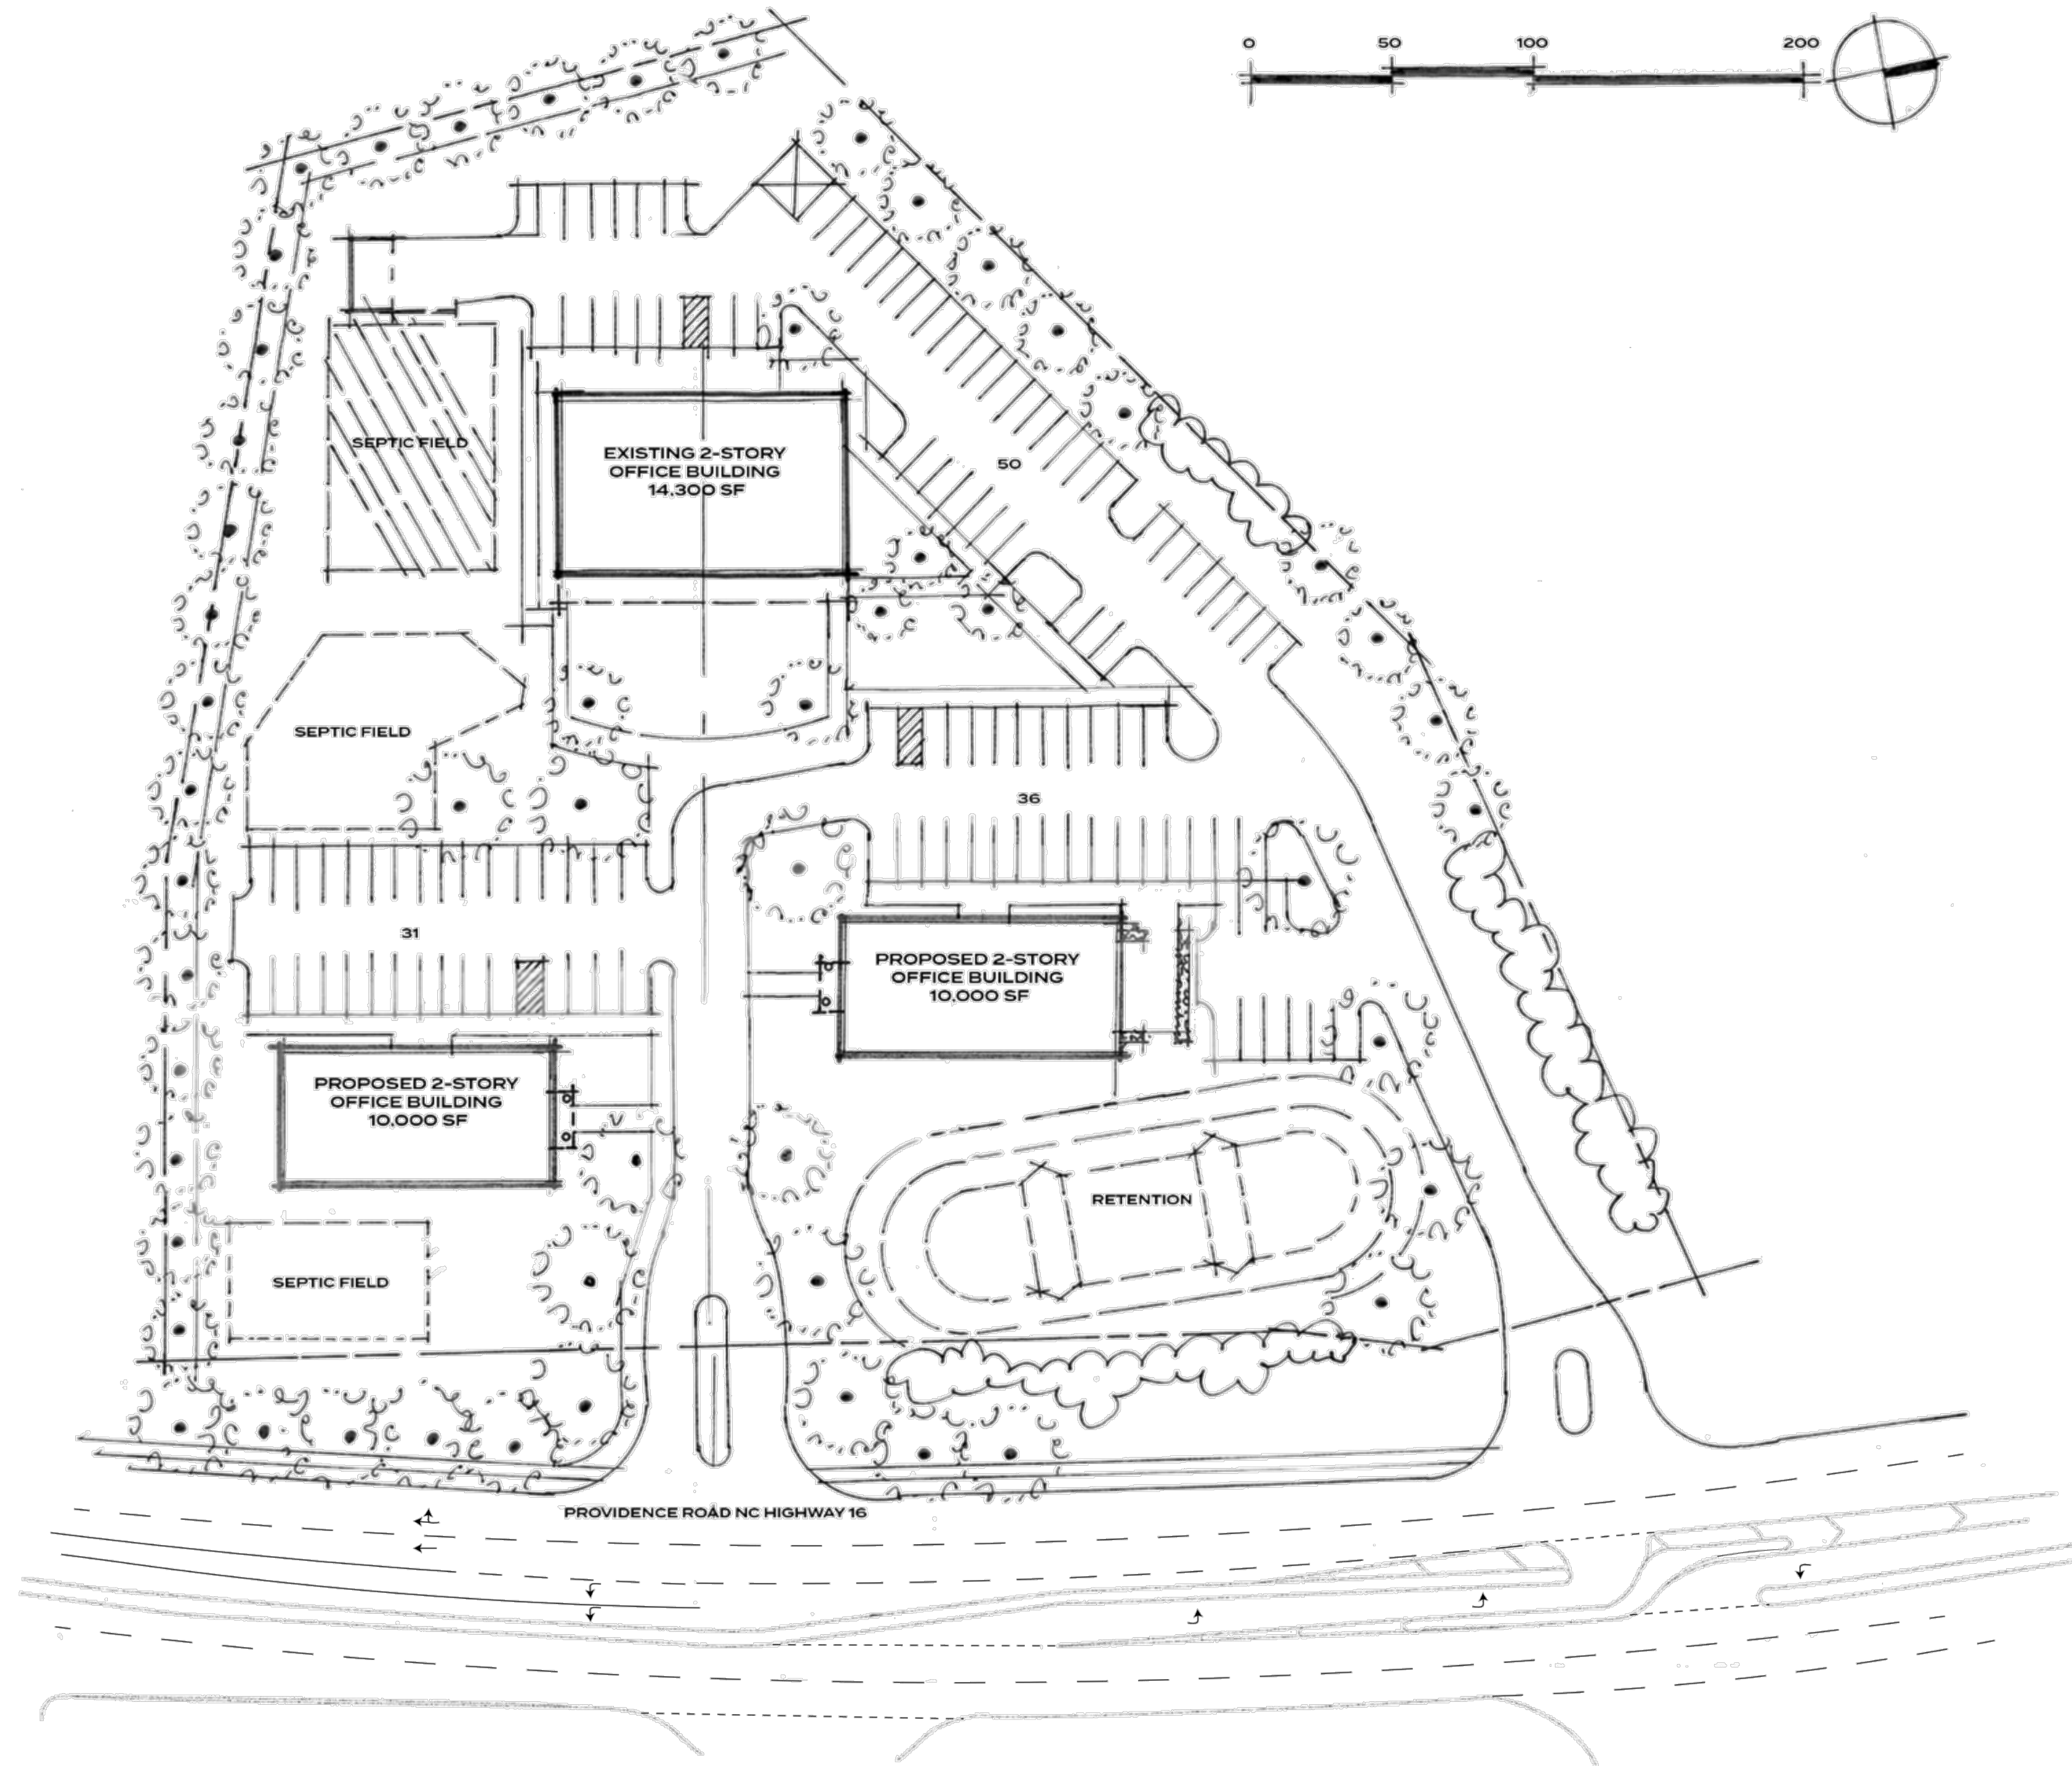 0 50 100 200
SEPTIC FIELD
EXISTING 2-STORY
OFFICE BUILDING
14,300 SF
50
SEPTIC FIELD
36
31
PROPOSED 2-STORY
OFFICE BUILDING
10,000 SF
PROPOSED 2-STORY
OFFICE BUILDING
10,000 SF
RETENTION
SEPTIC FIELD
PROVIDENCE ROAD NC HIGHWAY 16